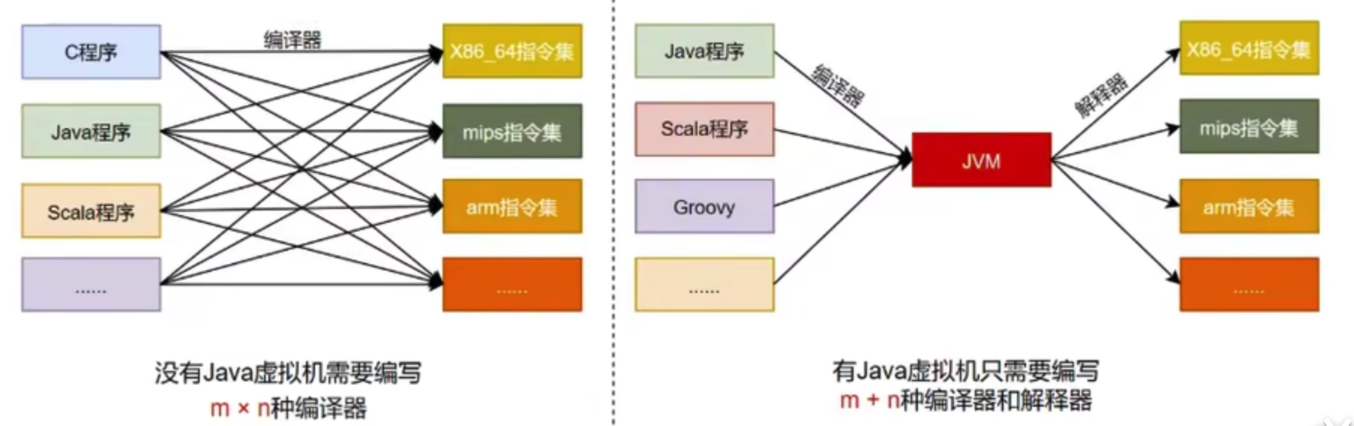 C程序
编译器
X86_64指令集
Java程序
mips指令集
Scala程序
arm指令集
......
......
没有Java虚拟机需要编写
m × n种编译器
Java程序
编译器
Scala程序
Groovy
......
JVM
解释器
X86_64指令集
mips指令集
arm指令集
......
有Java虚拟机只需要编写
m + n种编译器和解释器